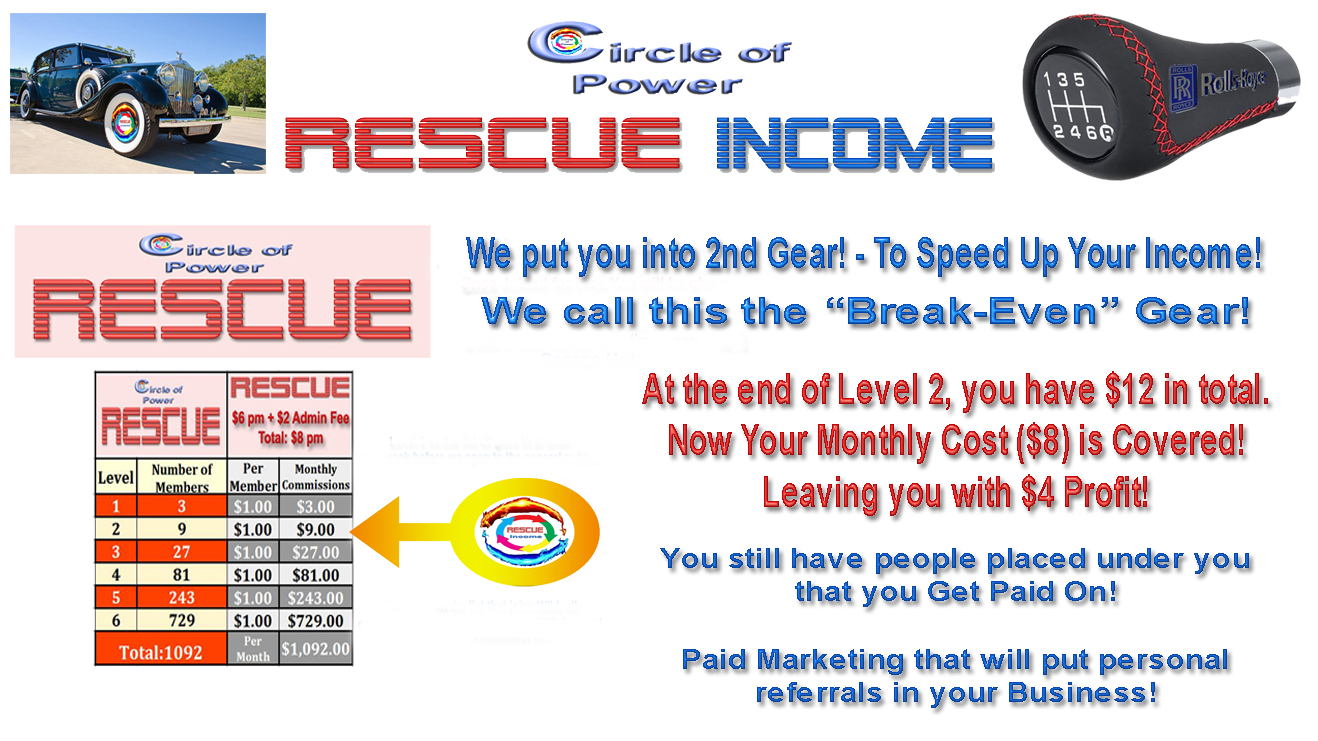 Circle of
Power
RESCUE INCOME
1 3 5
2 4 6 R
ROLLS
RR
ROYCE
Rolls-Royce
Circle of
Power
RESCUE
We put you into 2nd Gear! - To Speed Up Your Income!
We call this the “Break-Even” Gear!
Circle of
Power
RESCUE
RESCUE
$6 pm + $2 Admin Fee
Total: $8 pm
Level Number of Members Per Member Monthly Commissions
1 3 $1.00 $3.00
2 9 $1.00 $9.00
3 27 $1.00 $27.00
4 81 $1.00 $81.00
5 243 $1.00 $243.00
6 729 $1.00 $729.00
Total:1092 Per Month $1,092.00
RESCUE
Income
At the end of Level 2, you have $12 in total.
Now Your Monthly Cost ($8) is Covered!
Leaving you with $4 Profit!
You still have people placed under you
that you Get Paid On!
Paid Marketing that will put personal
referrals in your Business!